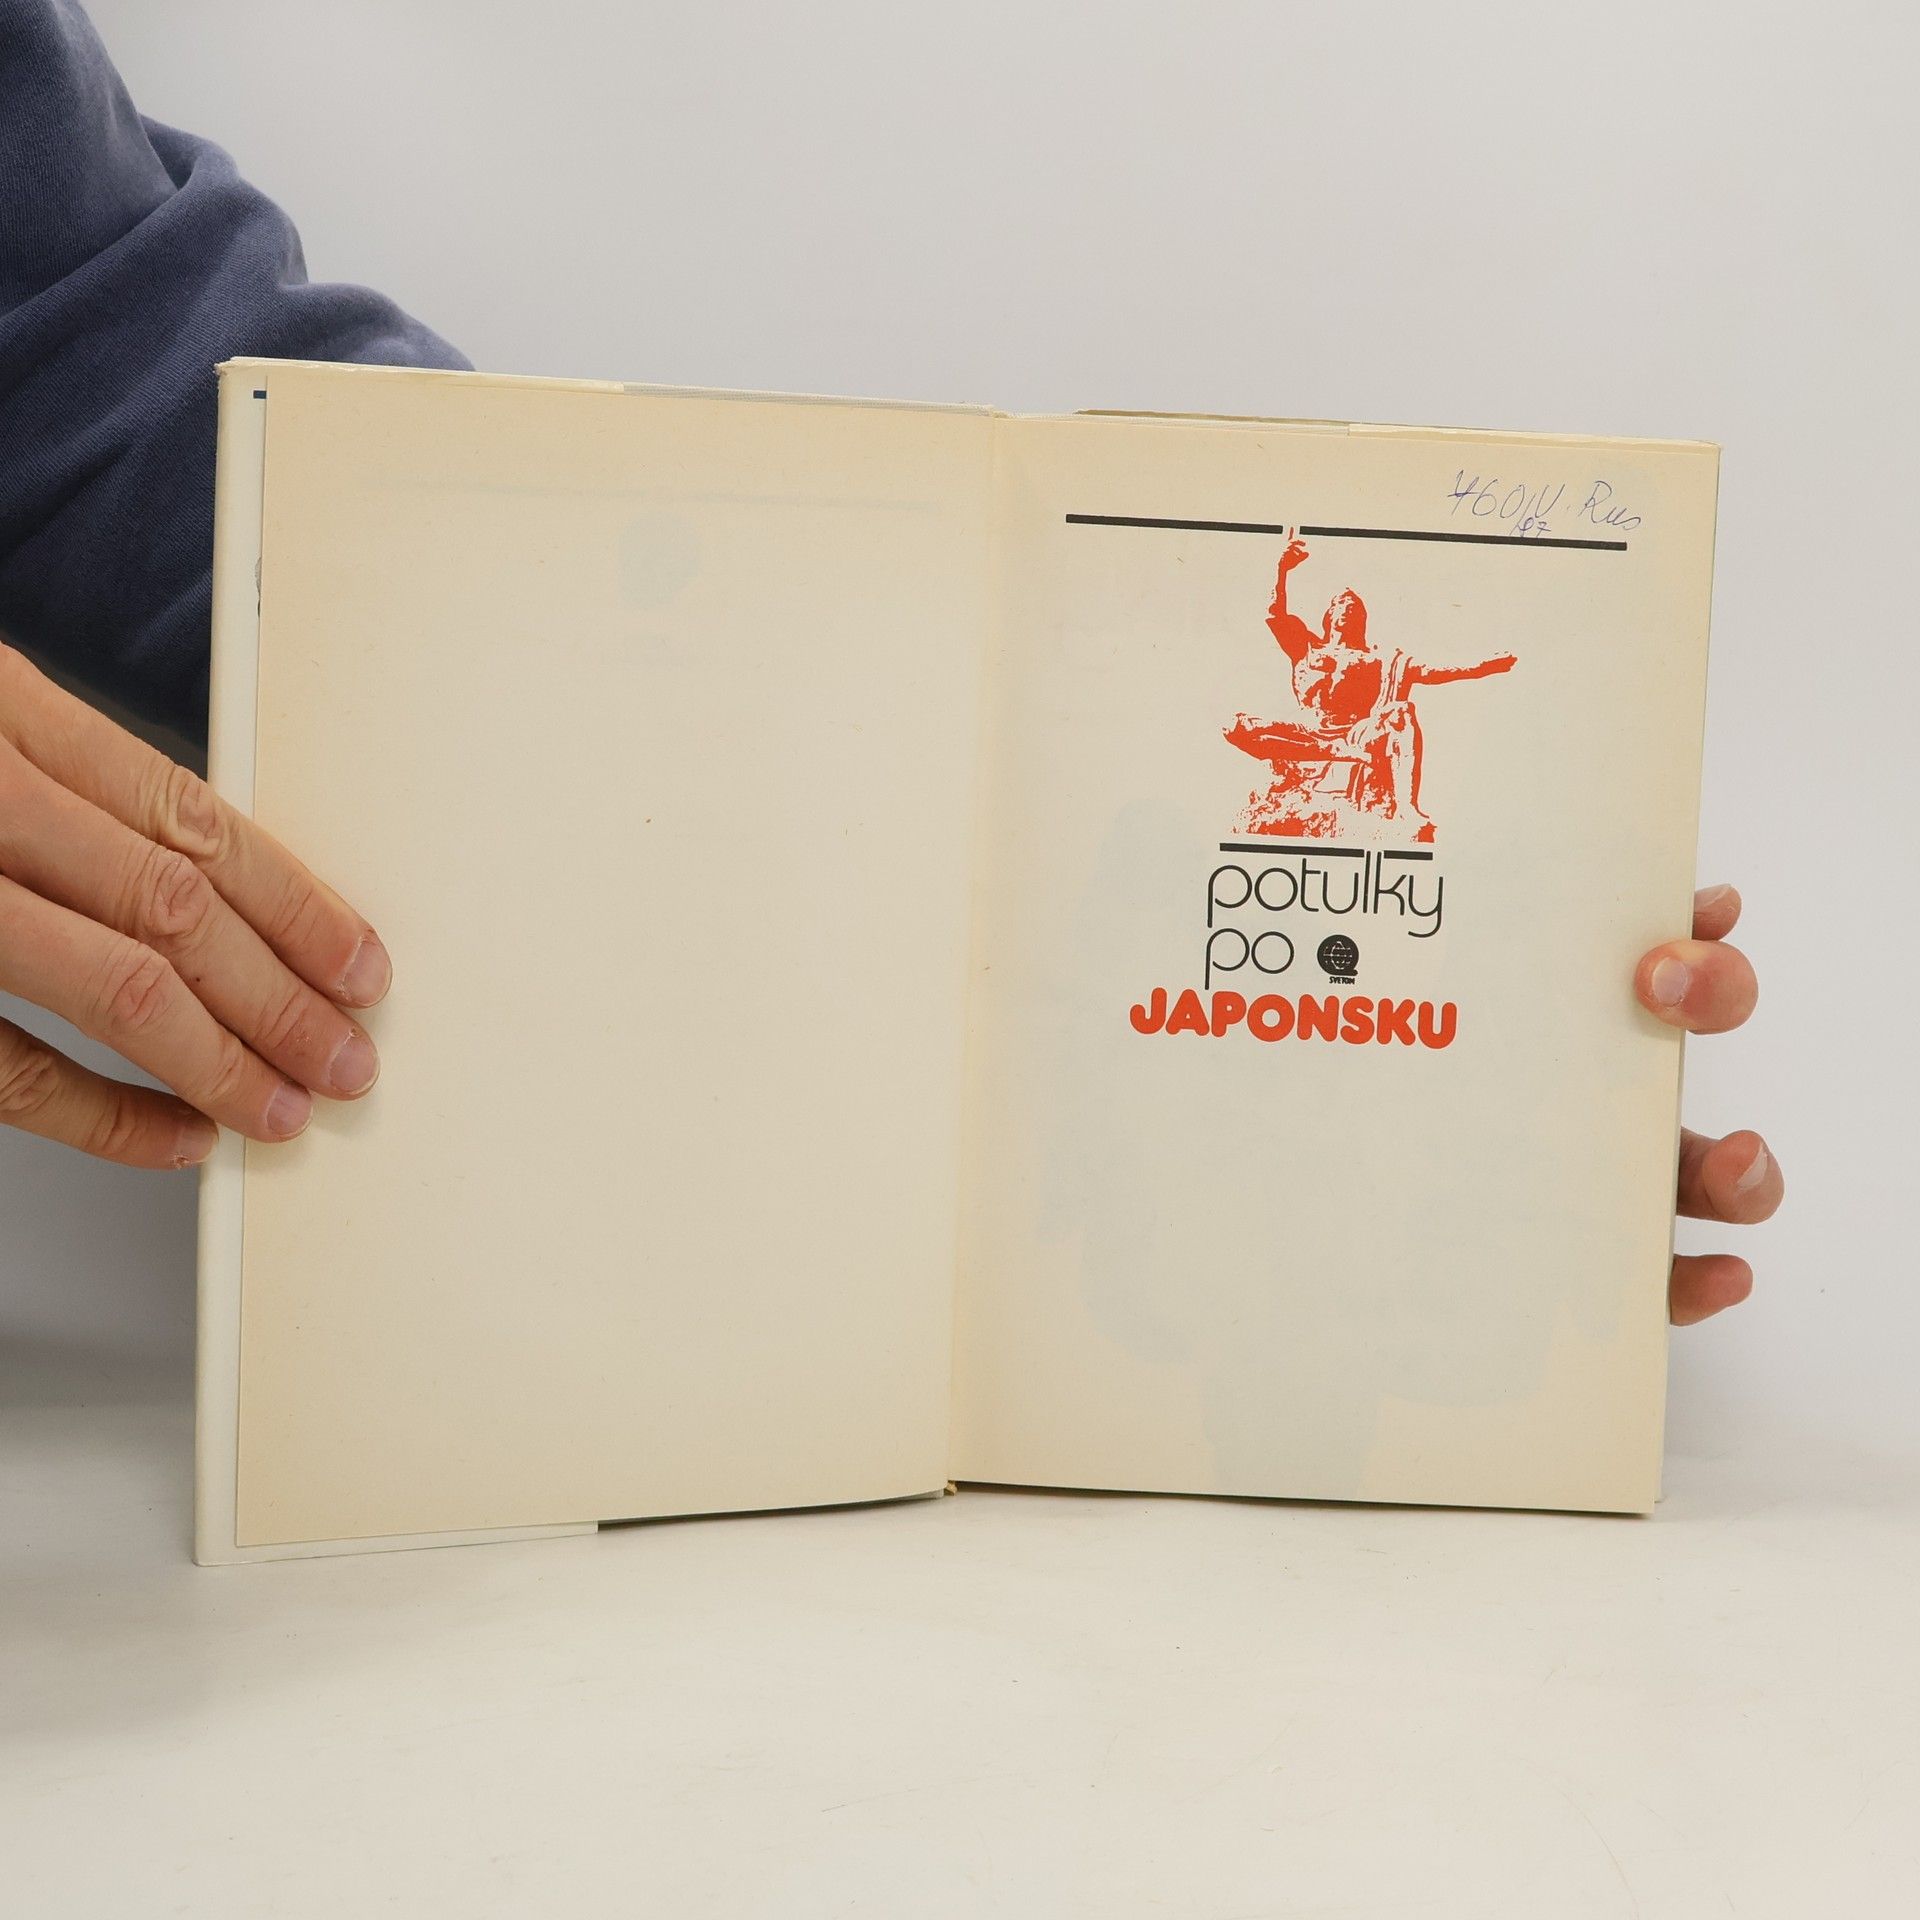 460/V. Rus
87
potulky
po
SVETOM
JAPONSKU